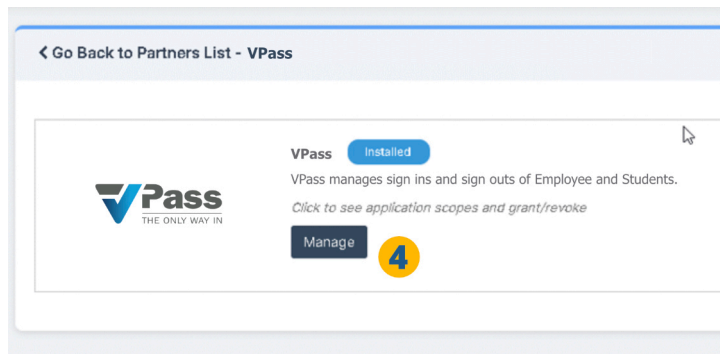 Go Back to Partners List - VPass
VPass Installed
VPass manages sign ins and sign outs of Employee and Students.
Click to see application scopes and grant/revoke
Manage
4
VPass
THE ONLY WAY IN